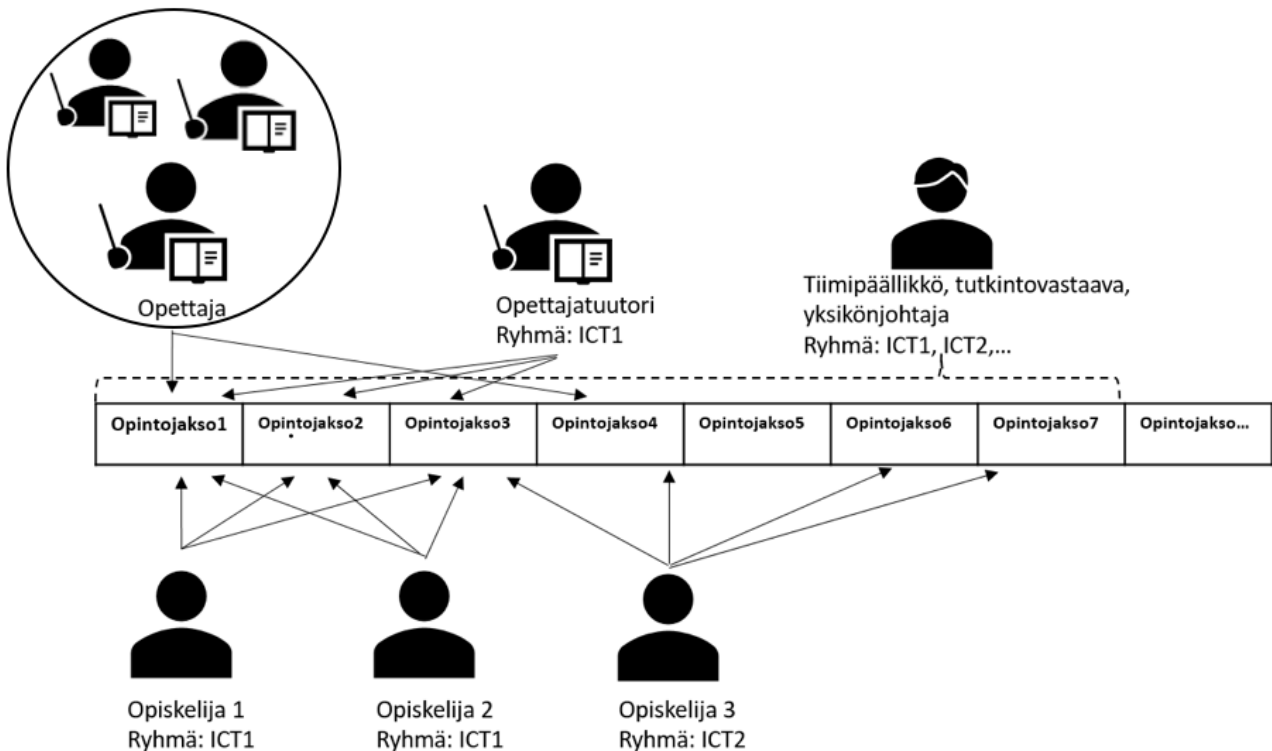 Opettaja
Opettajatuutori
Ryhmä: ICT1
Tiimipäällikkö, tutkintovastaava,
yksikönjohtaja
Ryhmä: ICT1, ICT2,...
Opintojakso1
Opintojakso2
Opintojakso3
Opintojakso4
Opintojakso5
Opintojakso6
Opintojakso7
Opintojakso...
Opiskelija 1
Ryhmä: ICT1
Opiskelija 2
Ryhmä: ICT1
Opiskelija 3
Ryhmä: ICT2